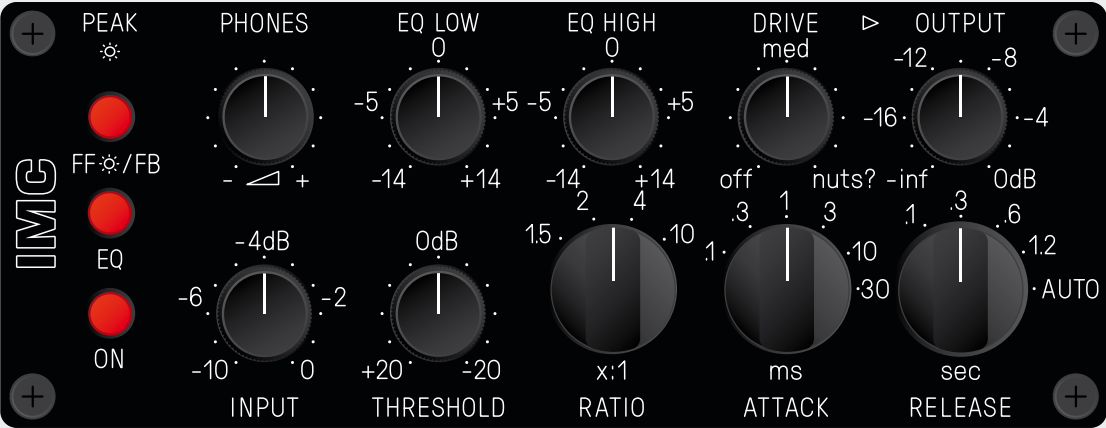 PEAK
FF☼/FB
EQ
ON
IMC
PHONES
- +
EQ LOW
0
-5 +5
-14 +14
EQ HIGH
0
-5 +5
-14 +14
DRIVE
med
off nuts?
▷ OUTPUT
-12 -8
-16 -4
-inf 0dB
-4dB
-6 -2
-10 0
INPUT
0dB
+20 -20
THRESHOLD
2 4
1.5 10
x:1
RATIO
1
.3 3
.1 10
30
ms
ATTACK
.3
.1 .6
1.2
AUTO
sec
RELEASE